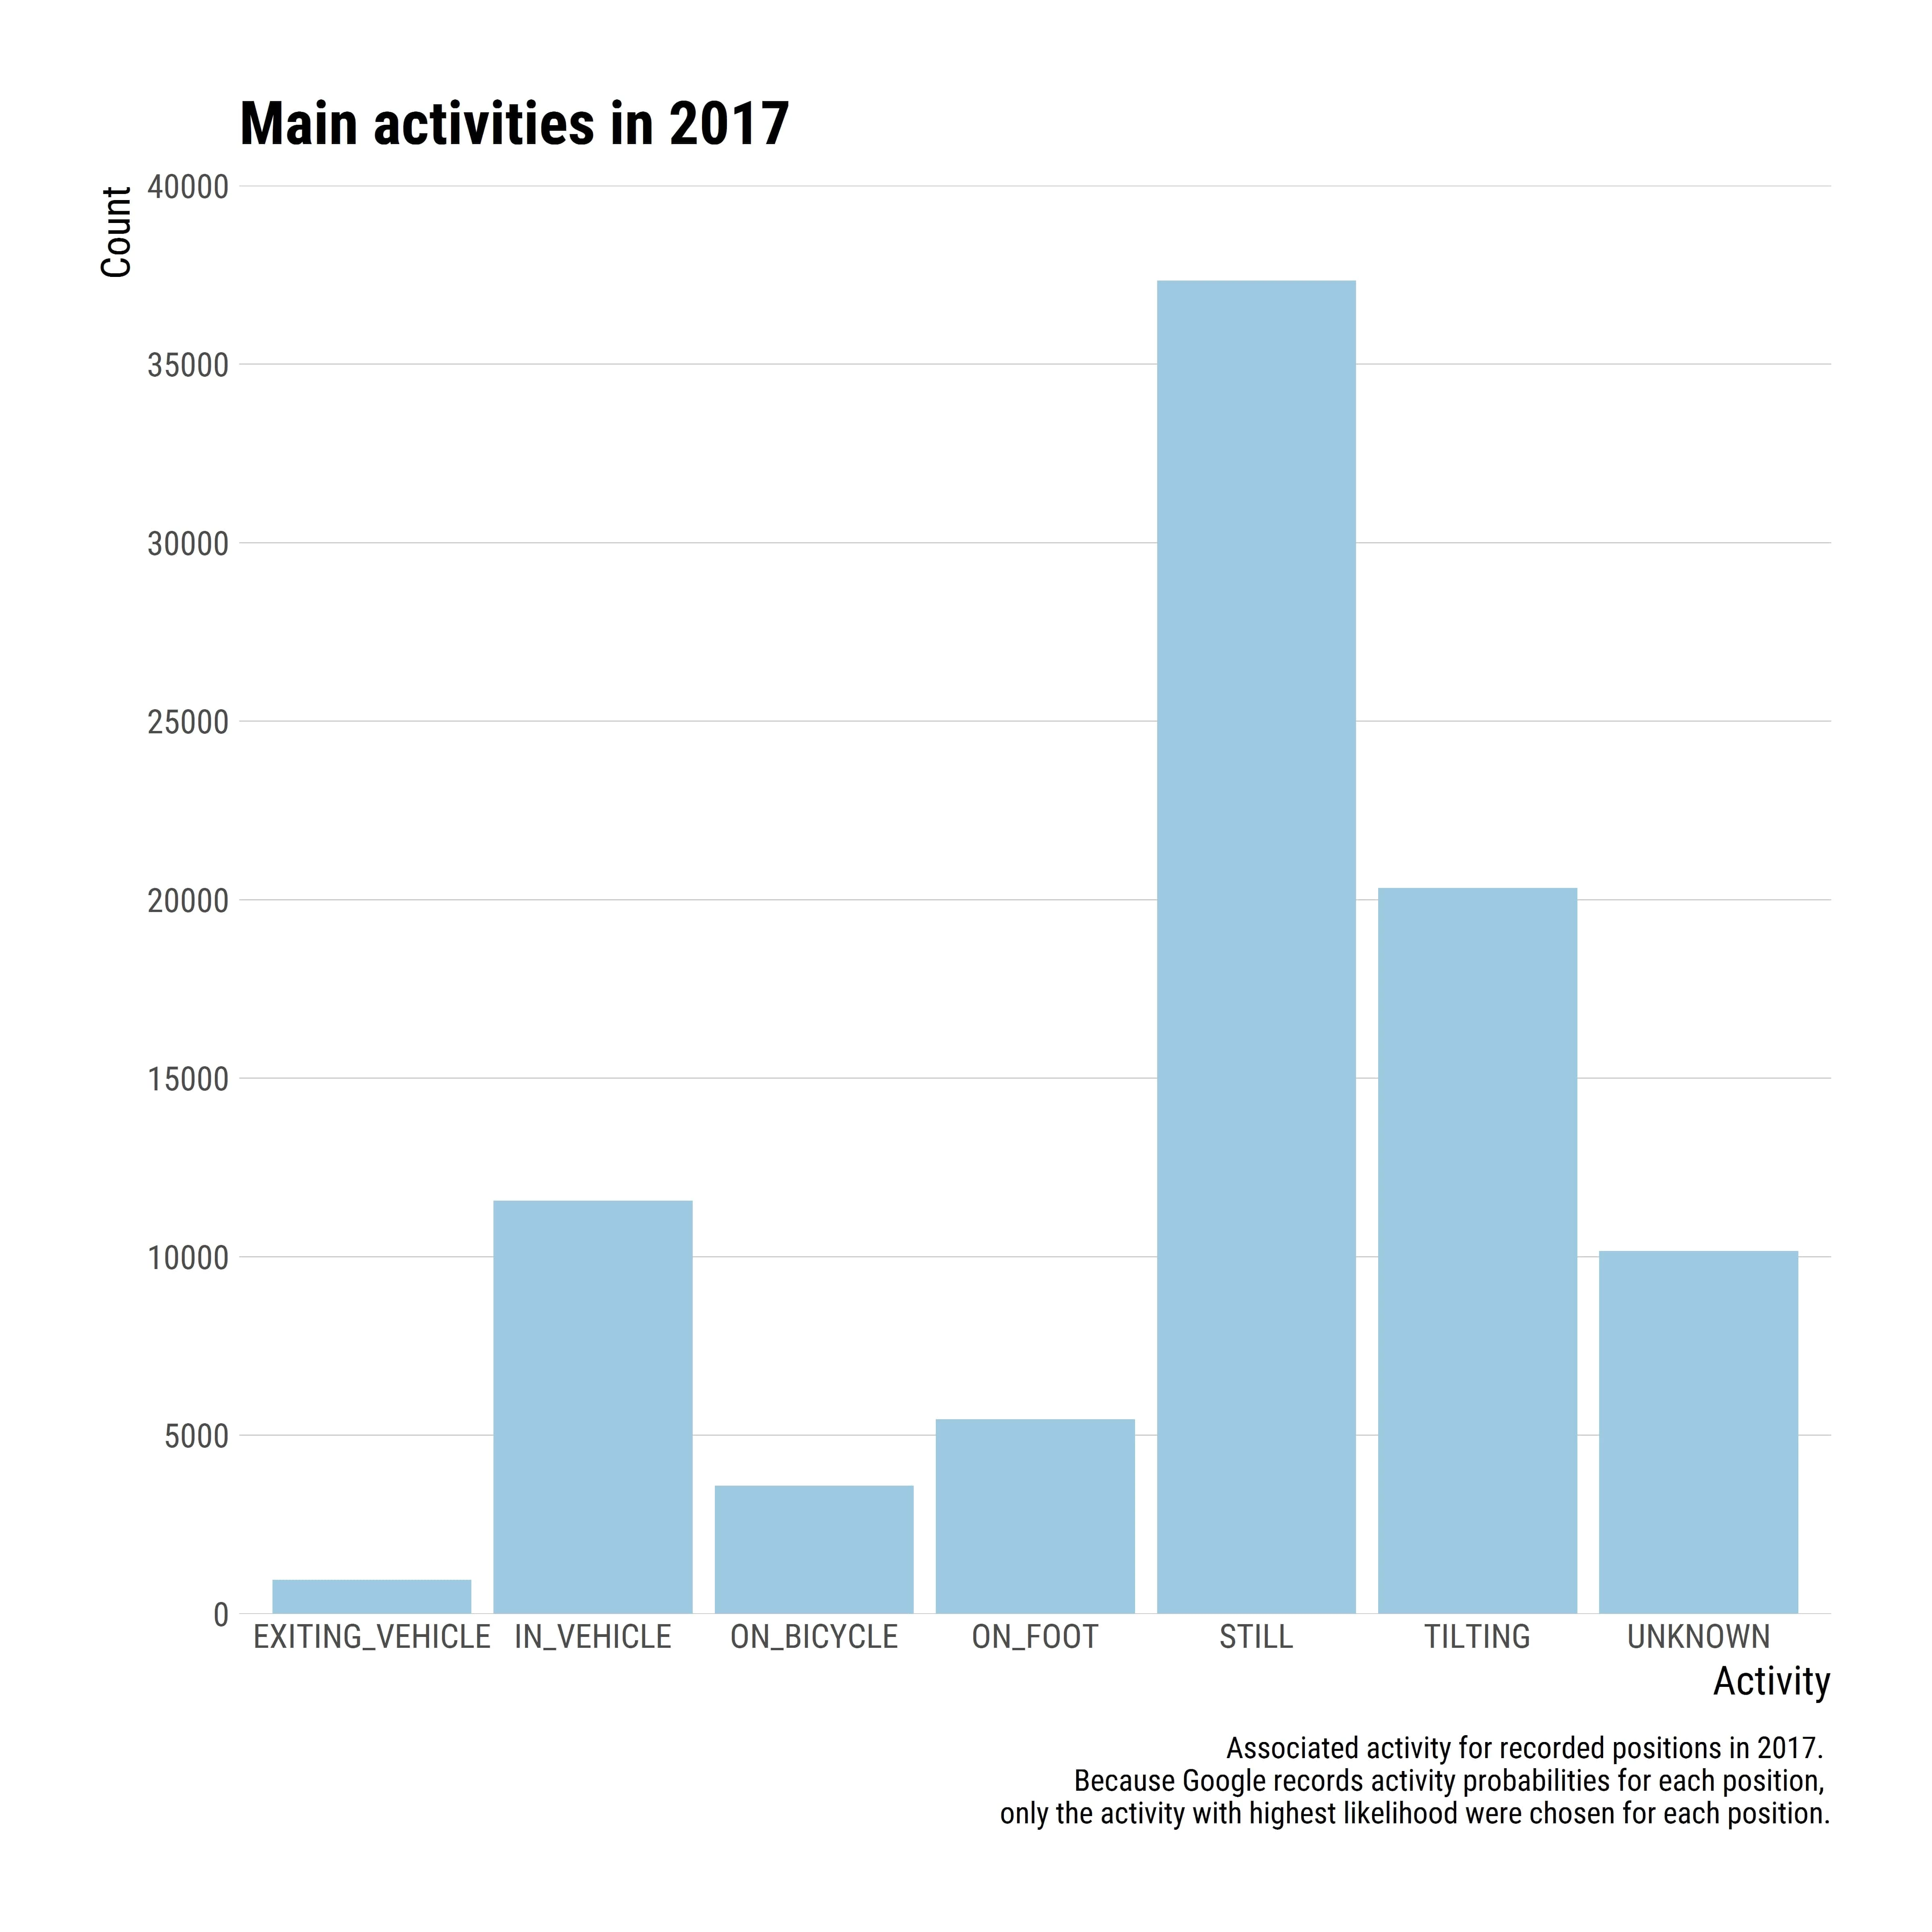 Main activities in 2017
Count
40000
35000
30000
25000
20000
15000
10000
5000
0
EXITING_VEHICLE IN_VEHICLE ON_BICYCLE ON_FOOT STILL TILTING UNKNOWN
Activity
Associated activity for recorded positions in 2017.
Because Google records activity probabilities for each position,
only the activity with highest likelihood were chosen for each position.